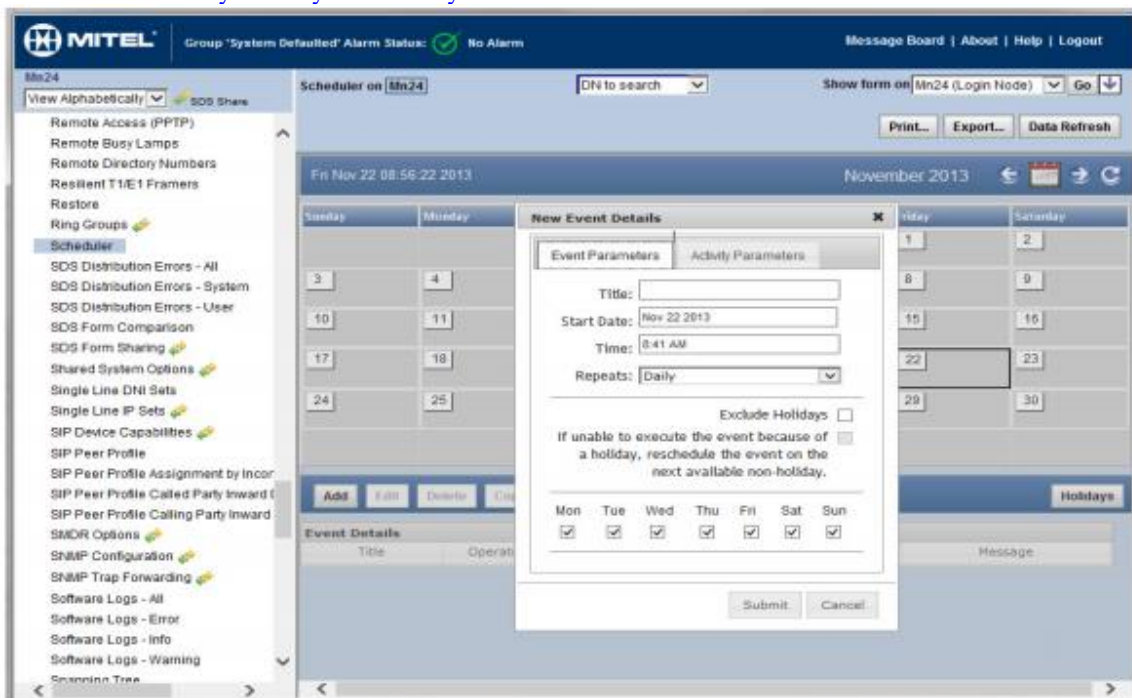 MITEL
Group 'System Defaulted' Alarm Status: No Alarm
Message Board | About | Help | Logout
Mn24
View Alphabetically
SDS Share
Scheduler on Mn24
DN to search
Show form on Mn24 (Login Node) Go
Print... Export... Data Refresh
Remote Access (PPTP)
Remote Busy Lamps
Remote Directory Numbers
Resilient T1/E1 Framers
Restore
Ring Groups
Scheduler
SDS Distribution Errors - All
SDS Distribution Errors - System
SDS Distribution Errors - User
SDS Form Comparison
SDS Form Sharing
Shared System Options
Single Line DNI Sets
Single Line IP Sets
SIP Device Capabilities
SIP Peer Profile
SIP Peer Profile Assignment by Incor
SIP Peer Profile Called Party Inward
SIP Peer Profile Calling Party Inward
SMDR Options
SNMP Configuration
SNMP Trap Forwarding
Software Logs - All
Software Logs - Error
Software Logs - Info
Software Logs - Warning
Spanning Tree
Fri Nov 22 08:56:22 2013
November 2013
Sunday Monday Saturday
1 2
3 4 8 9
10 11 15 16
17 18 22 23
24 25 29 30
New Event Details
Event Parameters Activity Parameters
Title:
Start Date: Nov 22 2013
Time: 8:41 AM
Repeats: Daily
Exclude Holidays
If unable to execute the event because of
a holiday, reschedule the event on the
next available non-holiday.
Mon Tue Wed Thu Fri Sat Sun
Submit Cancel
Add Edit Delete
Holidays
Event Details
Title Message